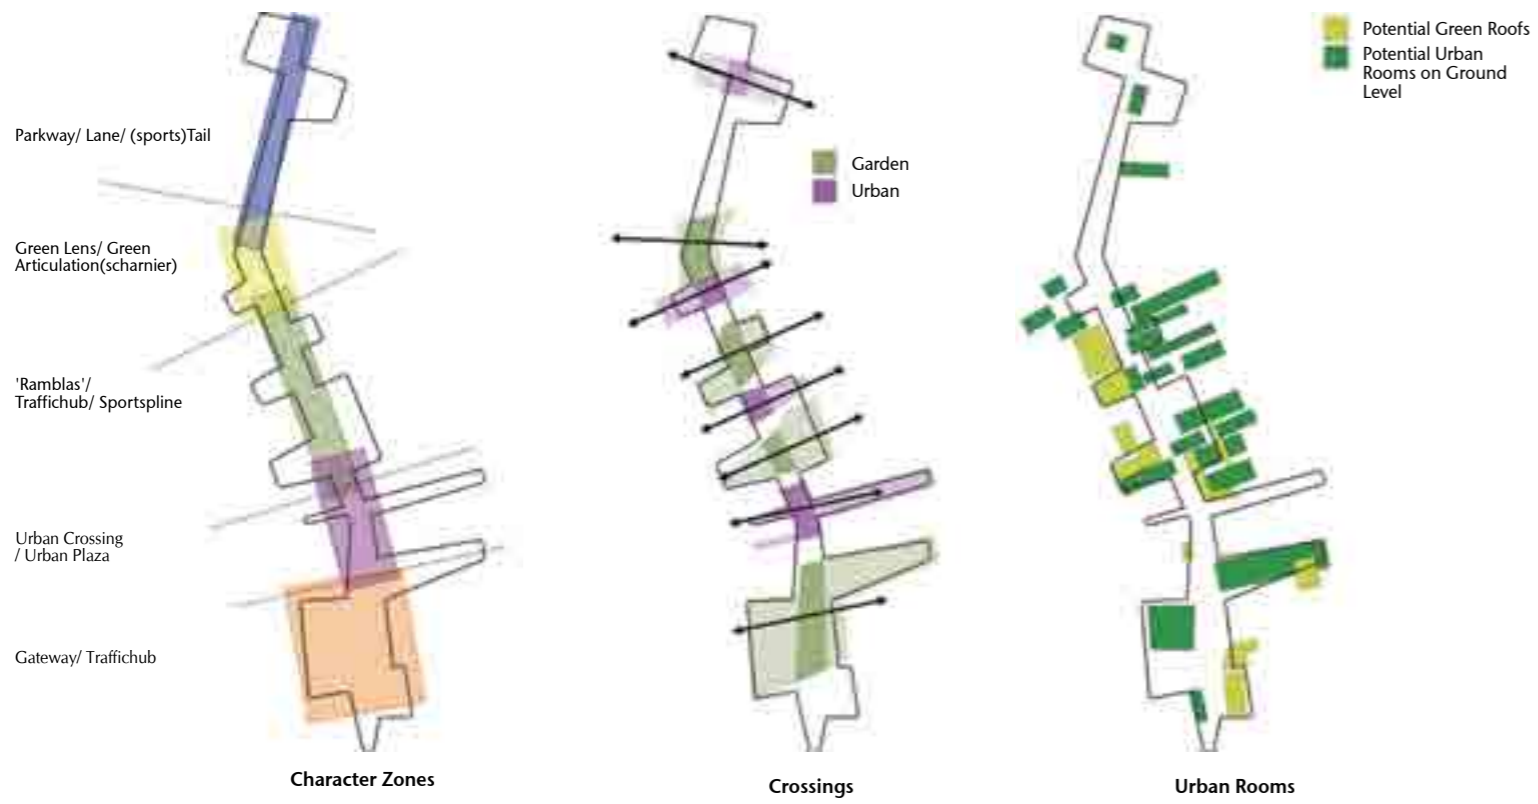 Parkway/ Lane/ (sports)Tail
Green Lens/ Green
Articulation(scharnier)
'Ramblas'/
Traffichub/ Sportspline
Urban Crossing
/ Urban Plaza
Gateway/ Traffichub
Character Zones
Garden
Urban
Crossings
Potential Green Roofs
Potential Urban
Rooms on Ground
Level
Urban Rooms